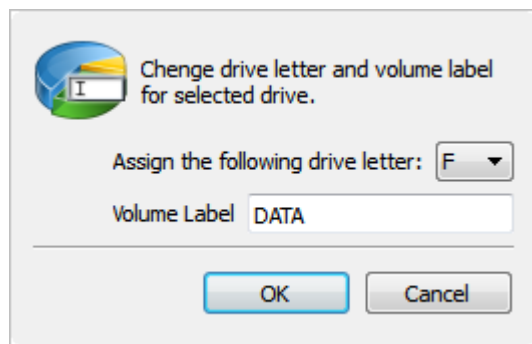 Chenge drive letter and volume label
for selected drive.
Assign the following drive letter: F
Volume Label DATA
OK Cancel